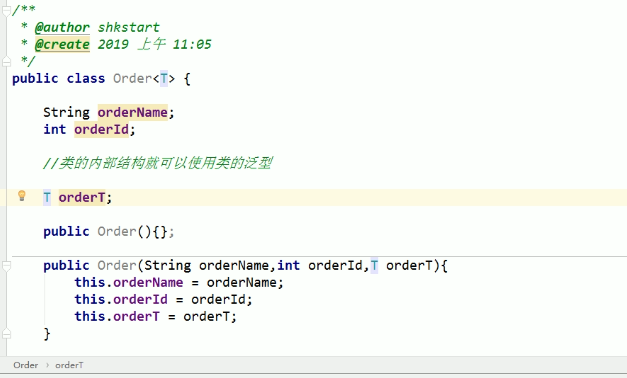 /**
 * @author shkstart
 * @create 2019 上午 11:05
 */
public class Order<T> {
String orderName;
int orderId;
//类的内部结构就可以使用类的泛型
T orderT;
public Order(){};
public Order(String orderName,int orderId,T orderT){
this.orderName = orderName;
this.orderId = orderId;
this.orderT = orderT;
}
Order › orderT